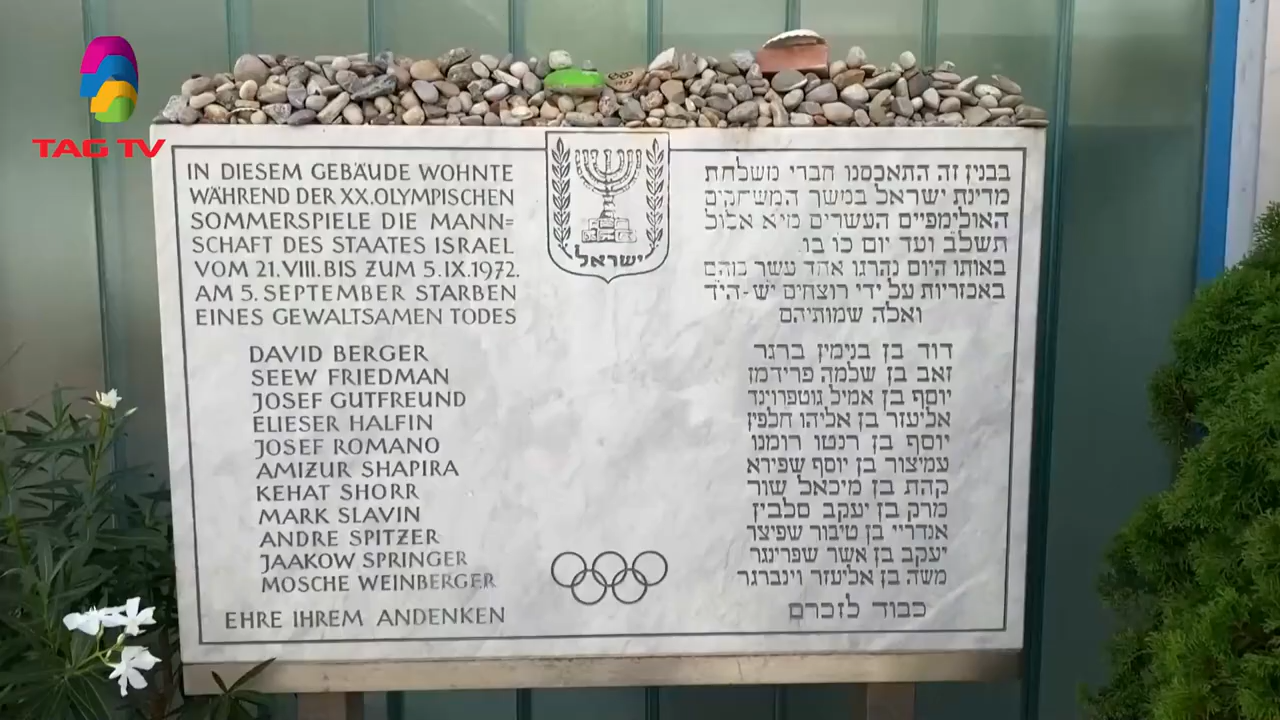 TAG TV
IN DIESEM GEBÄUDE WOHNTE
WÄHREND DER XX.OLYMPISCHEN
SOMMERSPIELE DIE MANN=
SCHAFT DES STAATES ISRAEL
VOM 21.VIII.BIS ZUM 5.IX.1972.
AM 5. SEPTEMBER STARBEN
EINES GEWALTSAMEN TODES
DAVID BERGER
SEEW FRIEDMAN
JOSEF GUTFREUND
ELIESER HALFIN
JOSEF ROMANO
AMIZUR SHAPIRA
KEHAT SHORR
MARK SLAVIN
ANDRE SPITZER
JAAKOW SPRINGER
MOSCHE WEINBERGER
EHRE IHREM ANDENKEN
ישראל
בבנין זה התאכסנו חברי משלחת
מדינת ישראל במשך המשחקים
האולימפיים העשרים מי״א אלול
תשל״ב ועד יום כ״ו בו.
באותו היום נהרגו אחד עשר מהם
באכזריות על ידי רוצחים
ואלה שמותיהם
דוד בן בנימין ברגר
זאב בן שלמה פרידמן
יוסף בן אמיל גוטפרוינד
אליעזר בן אליהו חלפין
יוסף בן רנטו רומנו
עמיצור בן יוסף שפירא
קהת בן מיכאל שור
מרק בן יעקב סלבין
אנדריי בן טיבור שפיצר
יעקב בן אשר שפרינגר
משה בן אליעזר וינברגר
כבוד לזכרם